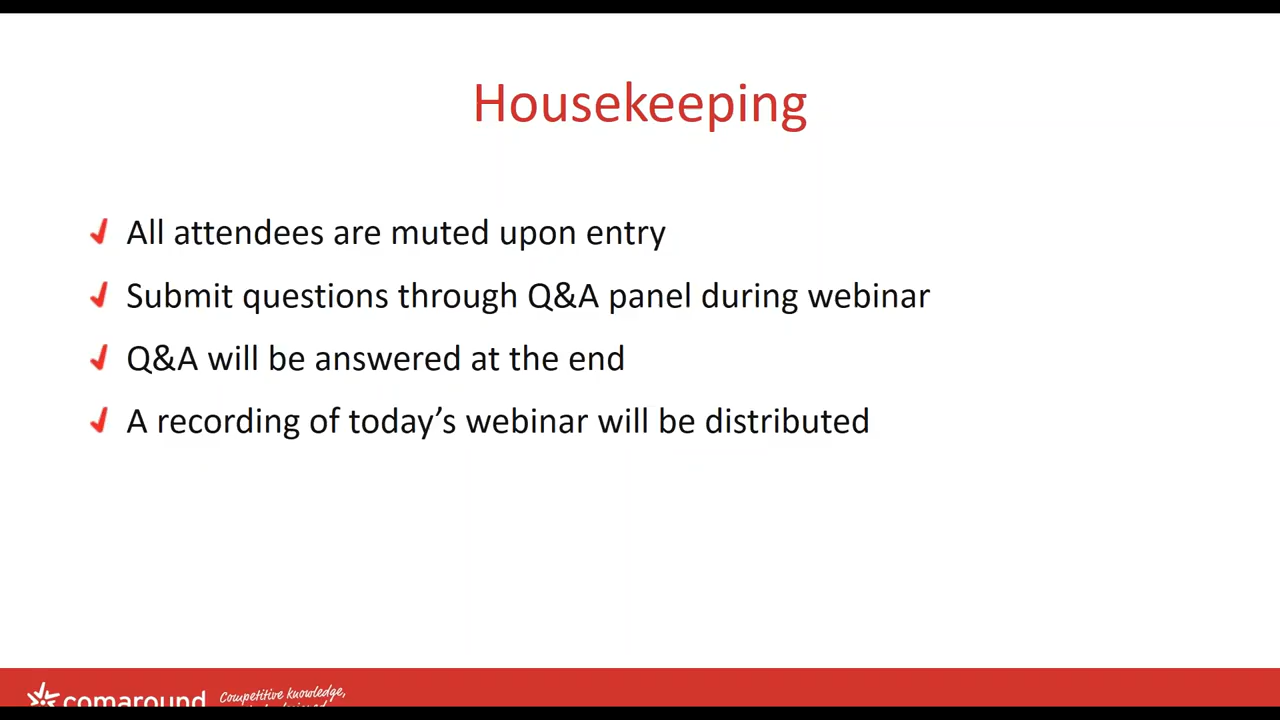 Housekeeping
All attendees are muted upon entry
Submit questions through Q&A panel during webinar
Q&A will be answered at the end
A recording of today’s webinar will be distributed
comaround
Competitive knowledge,